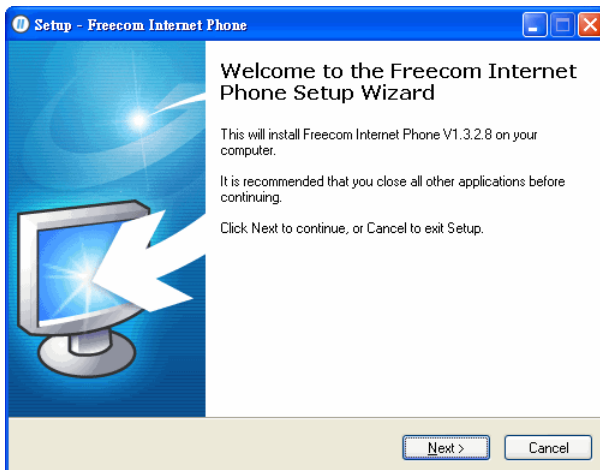 Setup - Freecom Internet Phone
Welcome to the Freecom Internet
Phone Setup Wizard
This will install Freecom Internet Phone V1.3.2.8 on your
computer.
It is recommended that you close all other applications before
continuing.
Click Next to continue, or Cancel to exit Setup.
Next >
Cancel